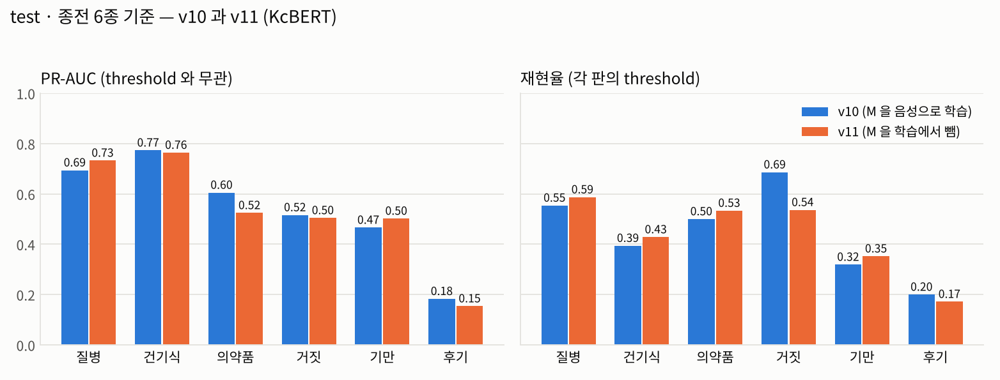 test · 종전 6종 기준 — v10 과 v11 (KcBERT)
PR-AUC (threshold 와 무관)
1.0
0.8
0.6
0.4
0.2
0.0
0.69 0.73 0.77 0.76 0.60 0.52 0.52 0.50 0.47 0.50 0.18 0.15
질병 건기식 의약품 거짓 기만 후기
재현율 (각 판의 threshold)
v10 (M 을 음성으로 학습)
v11 (M 을 학습에서 뺌)
0.55 0.59 0.39 0.43 0.50 0.53 0.69 0.54 0.32 0.35 0.20 0.17
질병 건기식 의약품 거짓 기만 후기